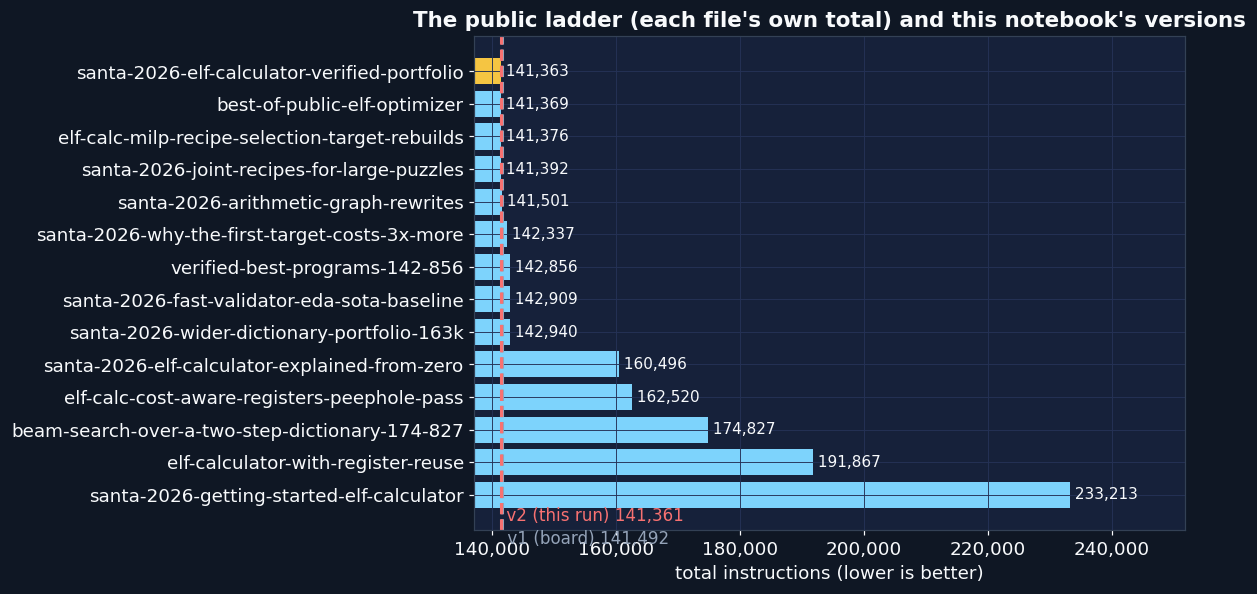 The public ladder (each file's own total) and this notebook's versions
santa-2026-elf-calculator-verified-portfolio 141,363
best-of-public-elf-optimizer 141,369
elf-calc-milp-recipe-selection-target-rebuilds 141,376
santa-2026-joint-recipes-for-large-puzzles 141,392
santa-2026-arithmetic-graph-rewrites 141,501
santa-2026-why-the-first-target-costs-3x-more 142,337
verified-best-programs-142-856 142,856
santa-2026-fast-validator-eda-sota-baseline 142,909
santa-2026-wider-dictionary-portfolio-163k 142,940
santa-2026-elf-calculator-explained-from-zero 160,496
elf-calc-cost-aware-registers-peephole-pass 162,520
beam-search-over-a-two-step-dictionary-174-827 174,827
elf-calculator-with-register-reuse 191,867
santa-2026-getting-started-elf-calculator 233,213
v2 (this run) 141,361
v1 (board) 141,492
140,000 160,000 180,000 200,000 220,000 240,000
total instructions (lower is better)